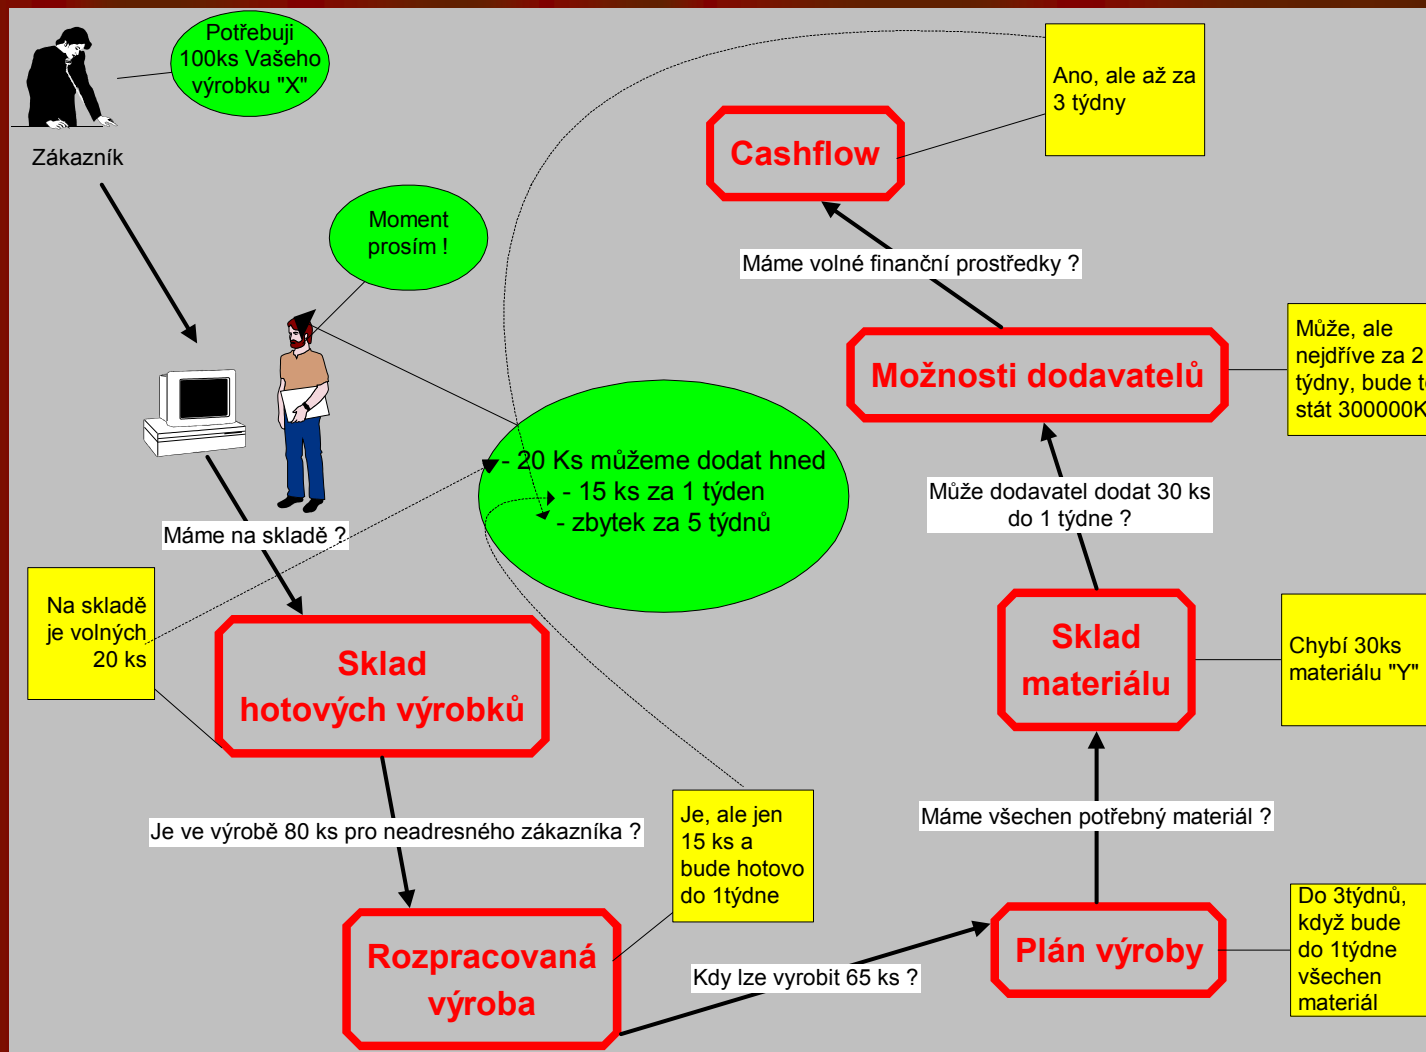 Potřebuji
100ks Vašeho
výrobku "X"
Zákazník
Moment
prosím !
Ano, ale až za
3 týdny
Cashflow
Máme volné finanční prostředky ?
Může, ale
nejdříve za 2
týdny, bude
stát 300000K
Možnosti dodavatelů
Může dodavatel dodat 30 ks
do 1 týdne ?
- 20 Ks můžeme dodat hned
- 15 ks za 1 týden
- zbytek za 5 týdnů
Máme na skladě ?
Na skladě
je volných
20 ks
Sklad
hotových výrobků
Sklad
materiálu
Chybí 30ks
materiálu "Y"
Je ve výrobě 80 ks pro neadresného zákazníka ?
Je, ale jen
15 ks a
bude hotovo
do 1týdne
Máme všechen potřebný materiál ?
Rozpracovaná
výroba
Kdy lze vyrobit 65 ks ?
Plán výroby
Do 3týdnů,
když bude
do 1týdne
všechen
materiál